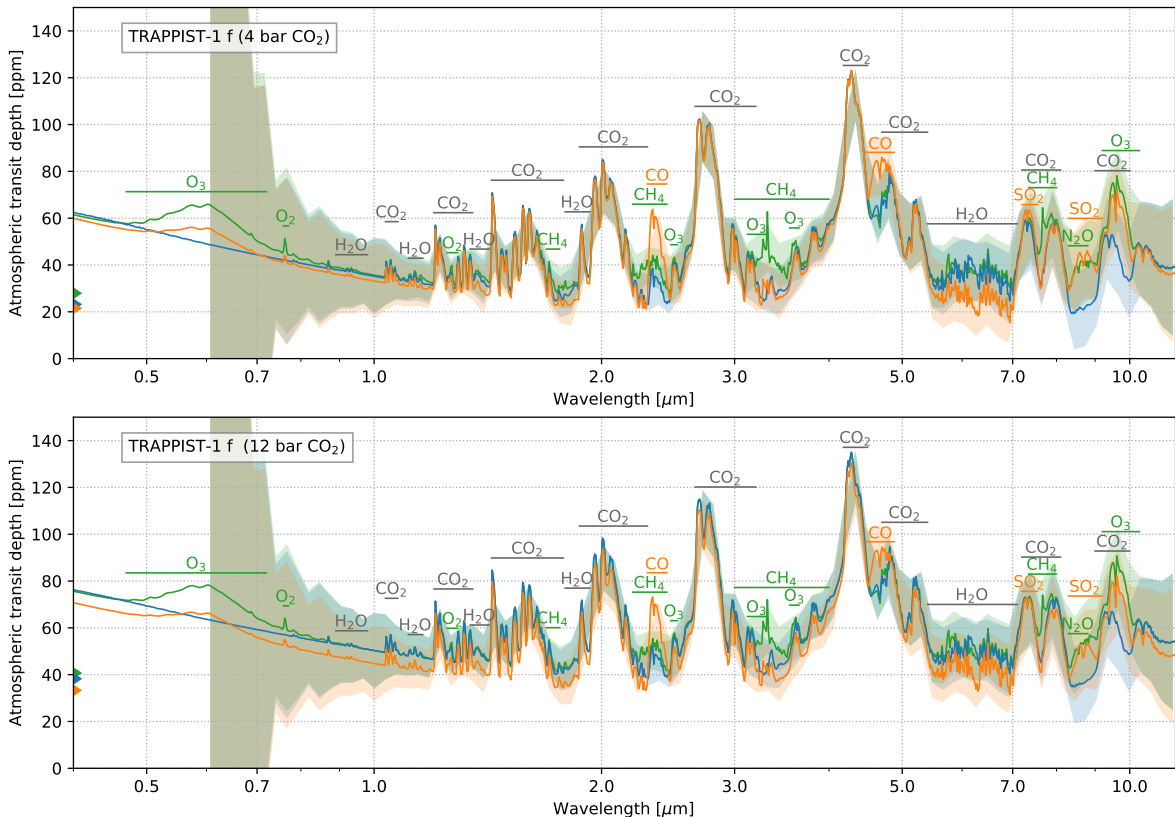 TRAPPIST-1 f (4 bar CO₂)
Atmospheric transit depth [ppm]
140
120
100
80
60
40
20
0
O₃
O₂
H₂O
CO₂
H₂O
CO₂
O₂
H₂O
CO₂
CH₄
H₂O
CO₂
CO
CH₄
O₃
CO₂
O₃
CH₄
O₃
CO₂
CO
CO₂
H₂O
CO₂
CH₄
SO₂
SO₂
N₂O
O₃
CO₂
0.5 0.7 1.0 2.0 3.0 5.0 7.0 10.0
Wavelength [μm]
TRAPPIST-1 f (12 bar CO₂)
Atmospheric transit depth [ppm]
140
120
100
80
60
40
20
0
O₃
O₂
H₂O
CO₂
H₂O
CO₂
O₂
H₂O
CO₂
CH₄
H₂O
CO₂
CO
CH₄
O₃
CO₂
O₃
CH₄
O₃
CO₂
CO
CO₂
H₂O
CO₂
CH₄
SO₂
SO₂
N₂O
O₃
CO₂
0.5 0.7 1.0 2.0 3.0 5.0 7.0 10.0
Wavelength [μm]